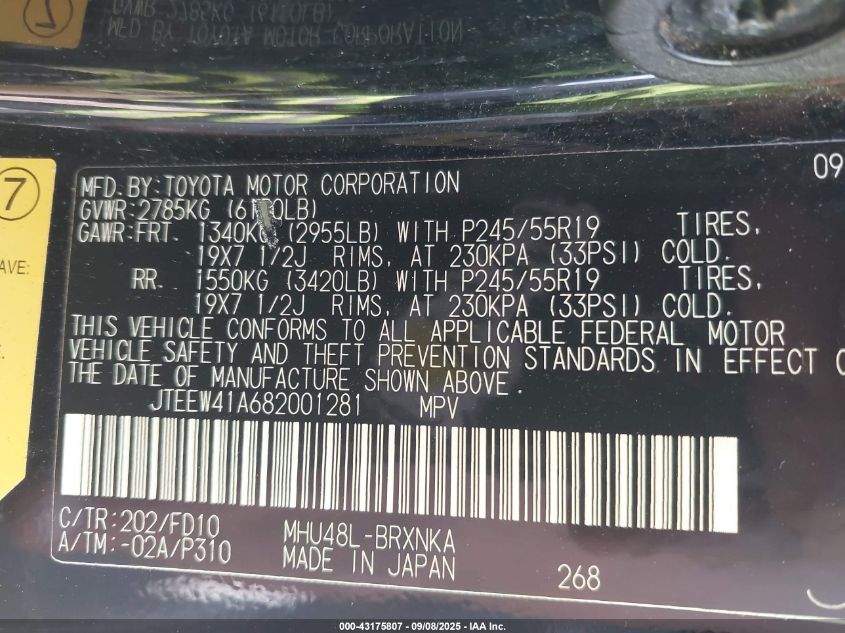 09
7
MFD.BY:TOYOTA MOTOR CORPORATION
GVWR:2785KG LB)
GAWR:FRT. 1340KG (2955LB) WITH P245/55R19 TIRES,
19X7 1/2J RIMS, AT 230KPA (33PSI) COLD.
RR. 1550KG (3420LB) WITH P245/55R19 TIRES,
19X7 1/2J RIMS, AT 230KPA (33PSI) COLD.
THIS VEHICLE CONFORMS TO ALL APPLICABLE FEDERAL MOTOR
VEHICLE SAFETY AND THEFT PREVENTION STANDARDS IN EFFECT
THE DATE OF MANUFACTURE SHOWN ABOVE.
AVE:
JTEEW41A682001281 MPV
C/TR:202/FD10 MHU48L-BRXNKA
A/TM:-02A/P310 MADE IN JAPAN 268
000-43175807 - 09/08/2025 - IAA Inc.